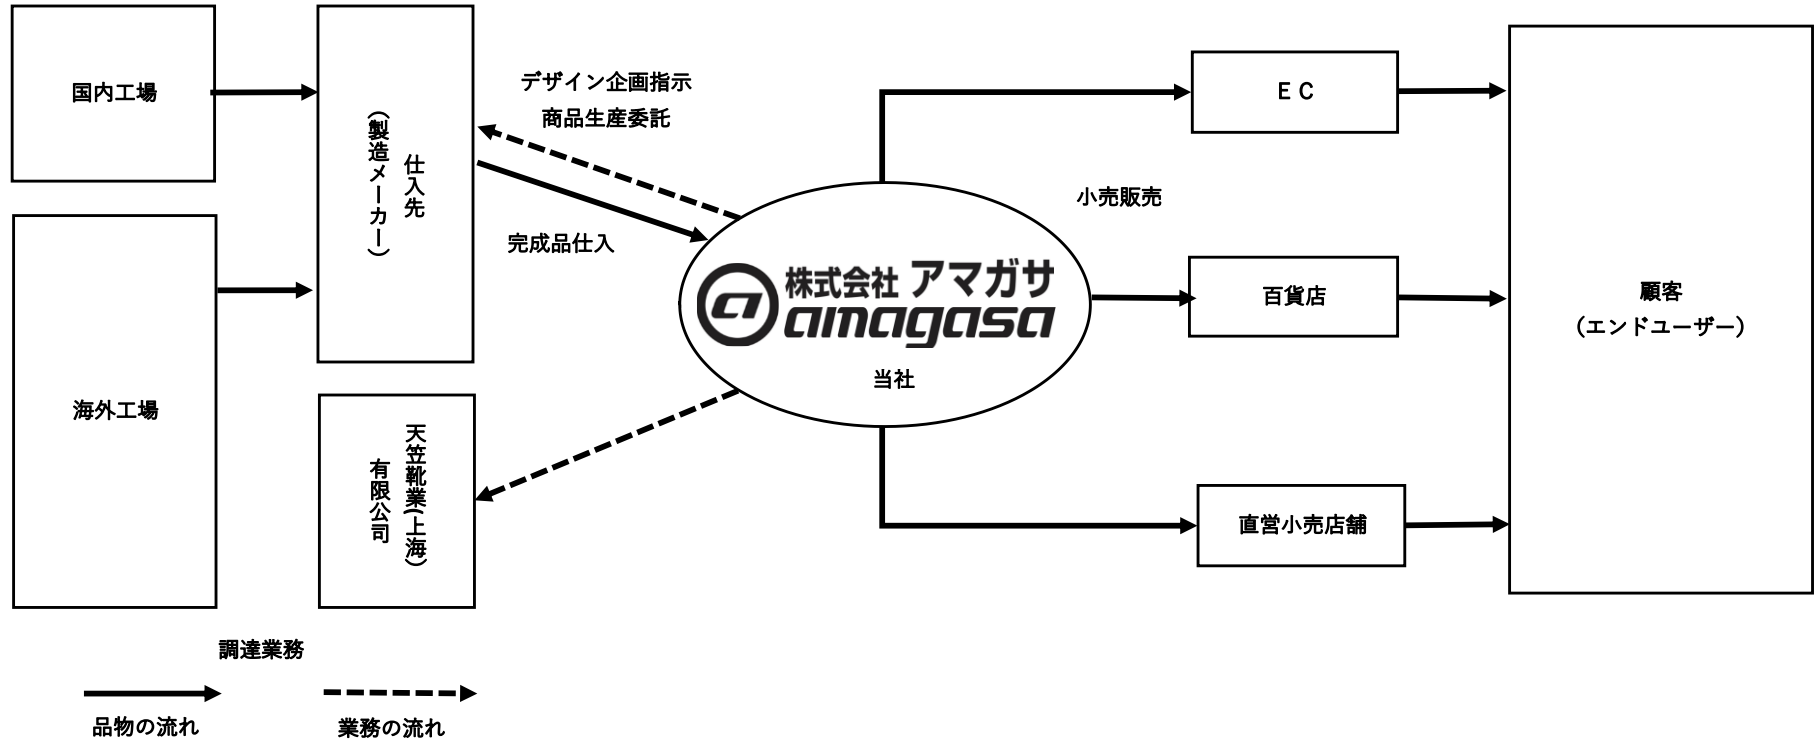 国内工場
海外工場
仕入先
（製造メーカー）
天笠靴業(上海)
有限公司
デザイン企画指示
商品生産委託
完成品仕入
株式会社アマガサ
amagasa
当社
小売販売
ＥＣ
百貨店
直営小売店舗
顧客
（エンドユーザー）
調達業務
品物の流れ
業務の流れ